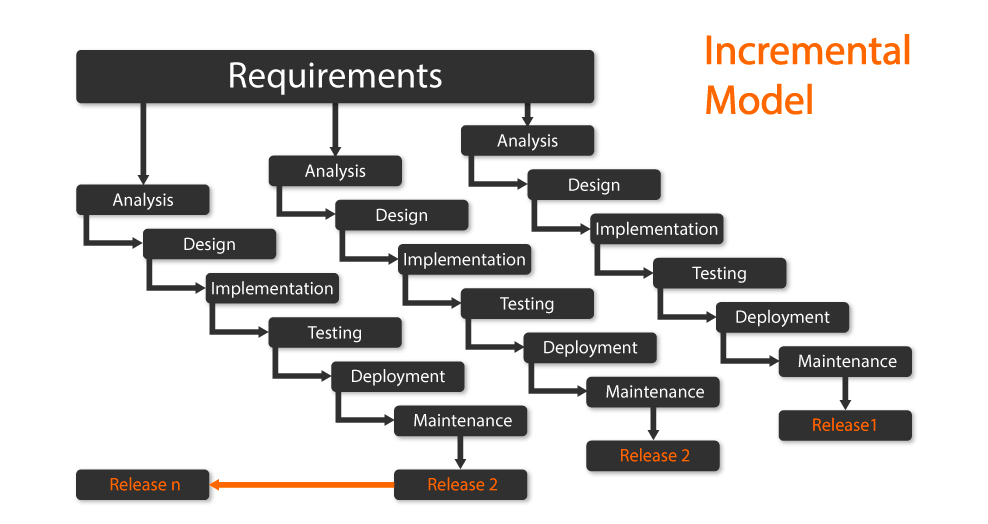 Incremental
Model
Requirements
Analysis
Design
Implementation
Testing
Deployment
Maintenance
Release 2
Release n
Analysis
Design
Implementation
Testing
Deployment
Maintenance
Release 2
Analysis
Design
Implementation
Testing
Deployment
Maintenance
Release1